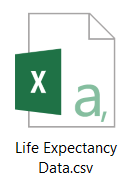 X
a,
Life Expectancy
Data.csv